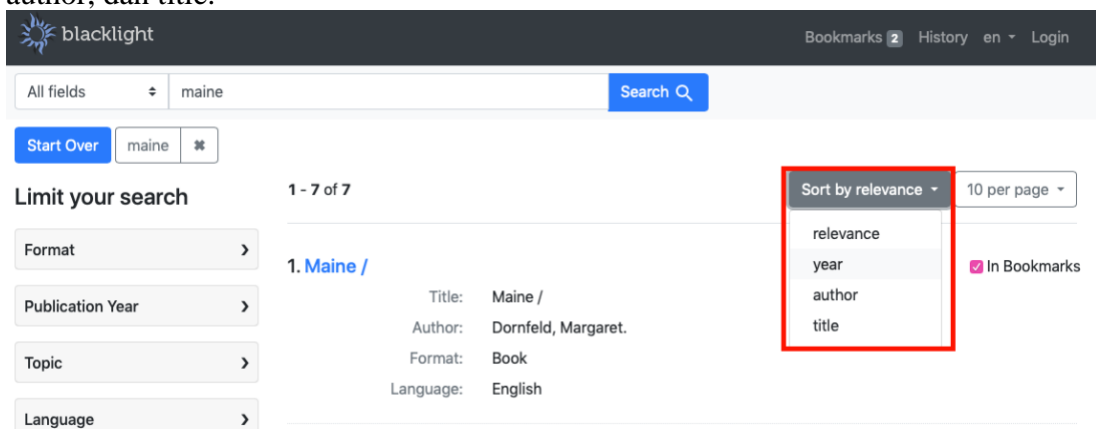 author, dan title.
blacklight
Bookmarks 2 History en Login
All fields maine Search
Start Over maine ✖
Limit your search
1 - 7 of 7
Sort by relevance
10 per page
relevance
year
author
title
Format
Publication Year
Topic
Language
1. Maine /
In Bookmarks
Title: Maine /
Author: Dornfeld, Margaret.
Format: Book
Language: English